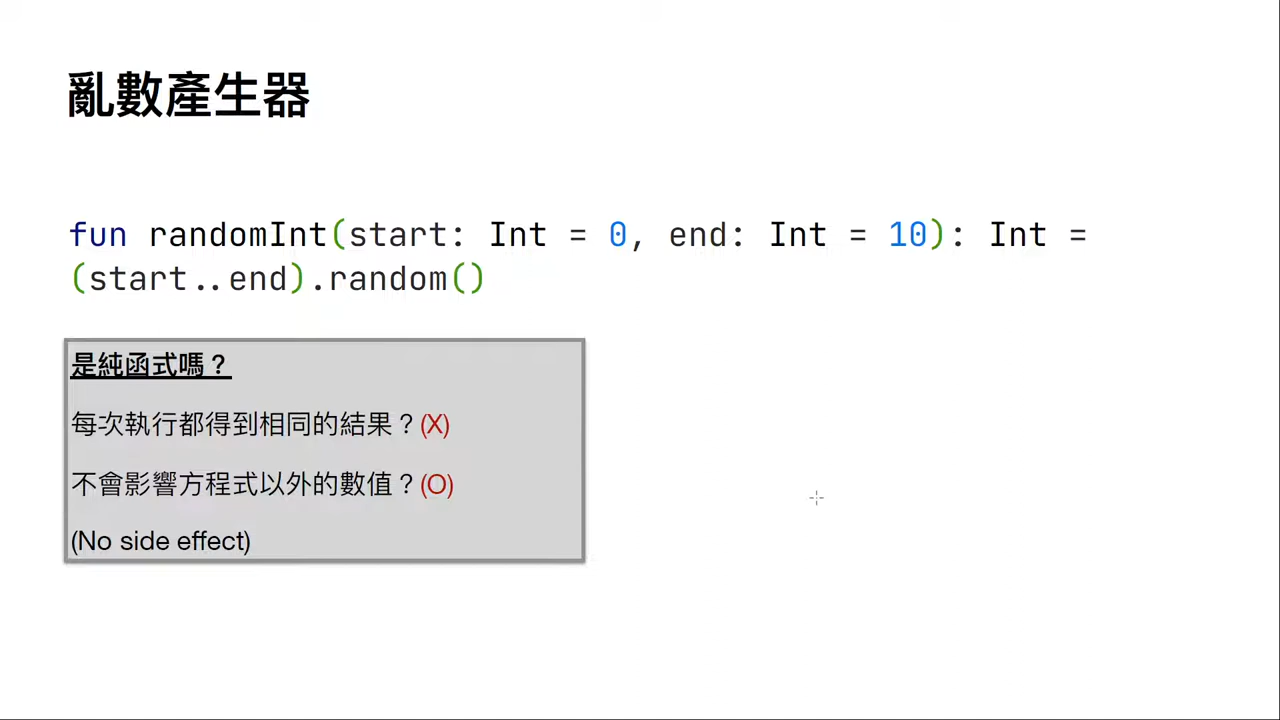 亂數產生器
fun randomInt(start: Int = 0, end: Int = 10): Int =
(start..end).random()
是純函式嗎？
每次執行都得到相同的結果？(X)
不會影響方程式以外的數值？(O)
(No side effect)